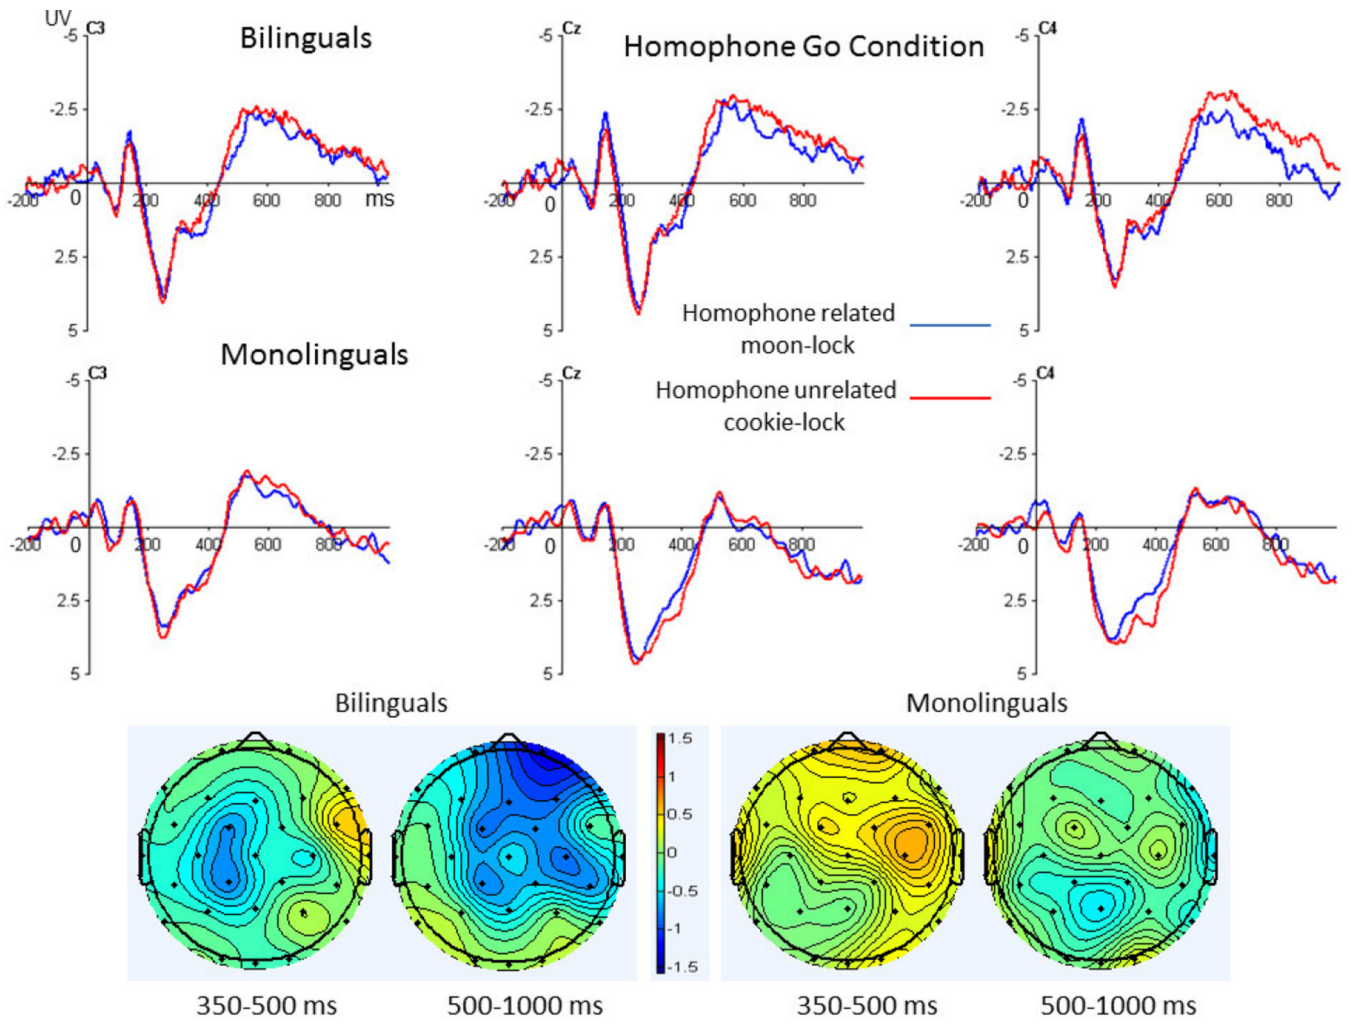 UV
-5 C3
Bilinguals
-2.5
-200 0 200 400 600 800 ms
2.5
5
-5 Cz
Homophone Go Condition
-2.5
-200 0 200 400 600 800
2.5
5
-5 C4
-2.5
-200 0 200 400 600 800
2.5
5
Homophone related
moon-lock
Homophone unrelated
cookie-lock
Monolinguals
-5 C3
-2.5
-200 0 200 400 600 800
2.5
5
-5 Cz
-2.5
-200 0 200 400 600 800
2.5
5
-5 C4
-2.5
-200 0 200 400 600 800
2.5
5
Bilinguals
Monolinguals
1.5
1
0.5
0
-0.5
-1
-1.5
350-500 ms
500-1000 ms
350-500 ms
500-1000 ms